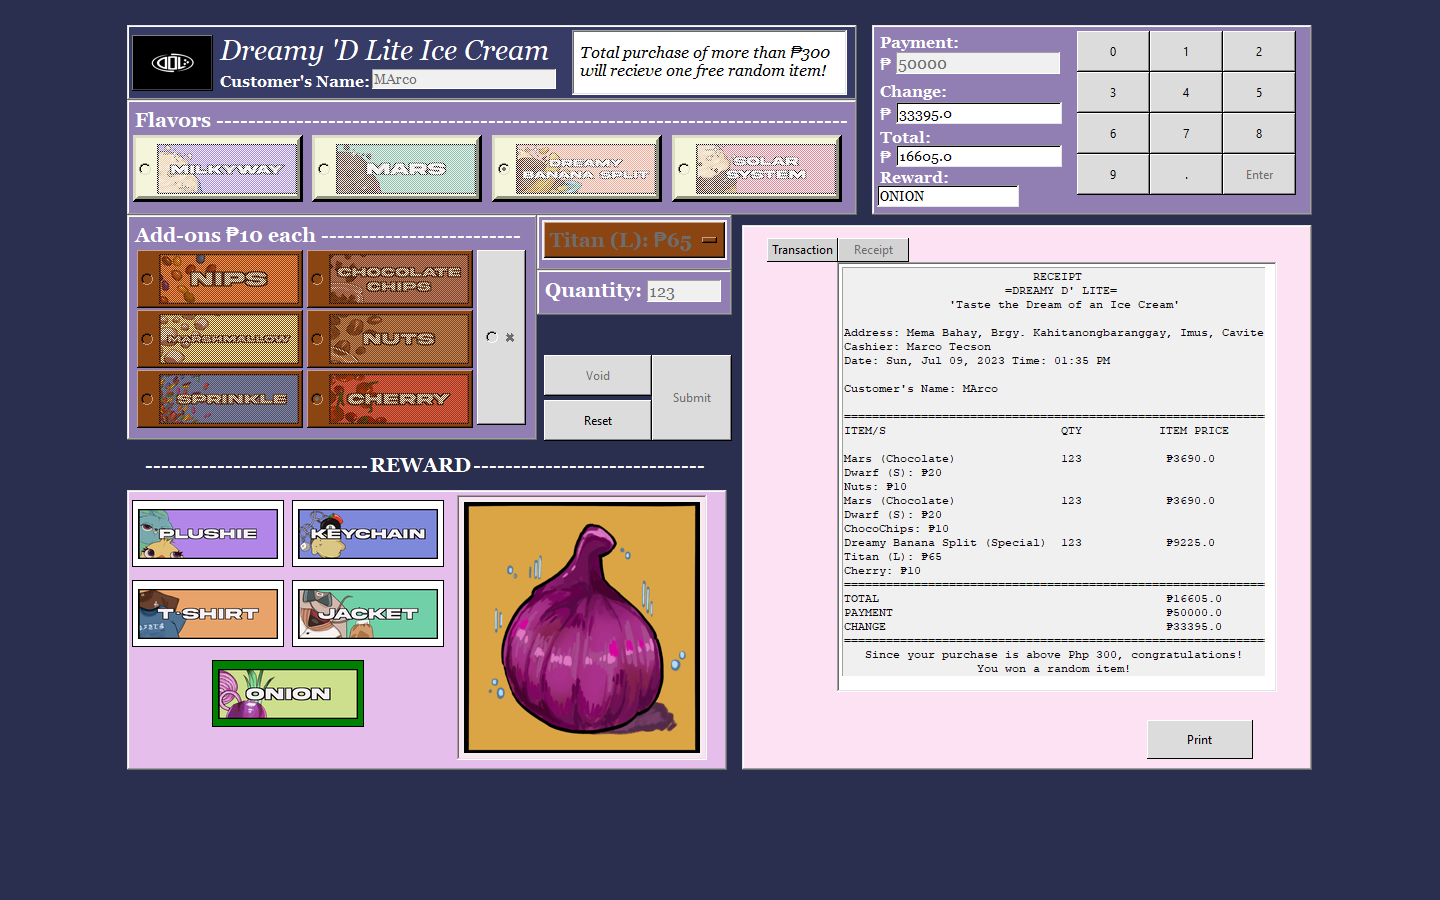 Dreamy 'D Lite Ice Cream
Customer's Name: MArco
Total purchase of more than ₱300
will recieve one free random item!
Flavors
MILKYWAY
MARS
DREAMY
BANANA SPLIT
SOLAR
SYSTEM
Payment:
₱ 50000
Change:
₱ 33395.0
Total:
₱ 16605.0
Reward:
ONION
0 1 2
3 4 5
6 7 8
9 . Enter
Add-ons ₱10 each
NIPS
CHOCOLATE
CHIPS
MARSHMALLOW
NUTS
SPRINKLE
CHERRY
✖
Titan (L): ₱65
Quantity: 123
Void
Submit
Reset
REWARD
PLUSHIE
KEYCHAIN
T-SHIRT
JACKET
ONION
Transaction Receipt
RECEIPT
=DREAMY D' LITE=
'Taste the Dream of an Ice Cream'
Address: Mema Bahay, Brgy. Kahitanongbaranggay, Imus, Cavite
Cashier: Marco Tecson
Date: Sun, Jul 09, 2023 Time: 01:35 PM
Customer's Name: MArco
ITEM/S QTY ITEM PRICE
Mars (Chocolate) 123 ₱3690.0
Dwarf (S): ₱20
Nuts: ₱10
Mars (Chocolate) 123 ₱3690.0
Dwarf (S): ₱20
ChocoChips: ₱10
Dreamy Banana Split (Special) 123 ₱9225.0
Titan (L): ₱65
Cherry: ₱10
TOTAL ₱16605.0
PAYMENT ₱50000.0
CHANGE ₱33395.0
Since your purchase is above Php 300, congratulations!
You won a random item!
Print